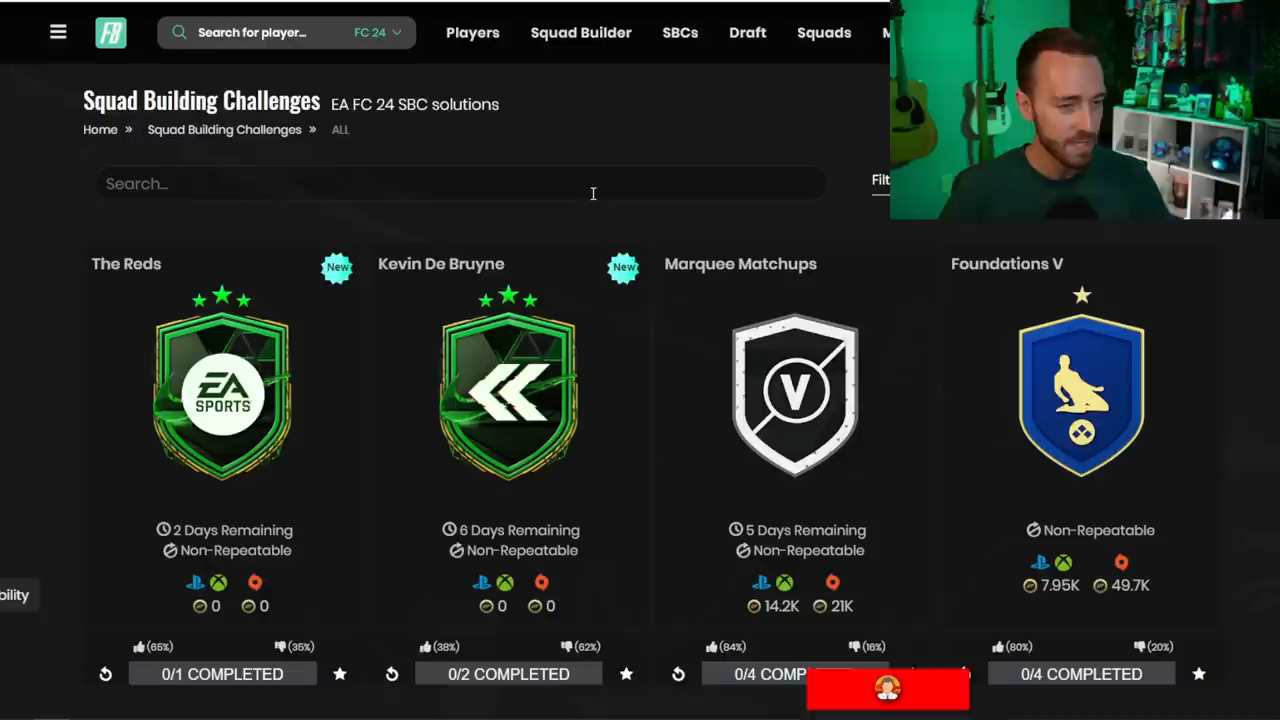 F8
Search for player...
FC 24
Players
Squad Builder
SBCs
Draft
Squads
M
Squad Building Challenges
EA FC 24 SBC solutions
Home » Squad Building Challenges » ALL
Search...
Filt
The Reds
New
Kevin De Bruyne
New
Marquee Matchups
Foundations V
EA
SPORTS
V
2 Days Remaining
Non-Repeatable
6 Days Remaining
Non-Repeatable
5 Days Remaining
Non-Repeatable
Non-Repeatable
0
0
0
0
14.2K
21K
7.95K
49.7K
bility
(65%)
(35%)
(38%)
(62%)
(84%)
(16%)
(80%)
(20%)
0/1 COMPLETED
0/2 COMPLETED
0/4 COMP
0/4 COMPLETED